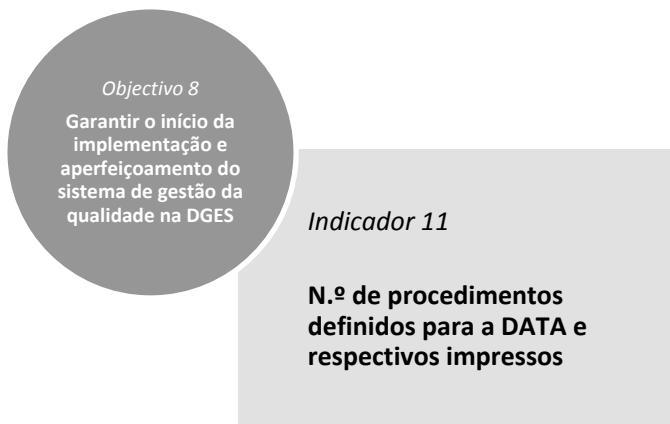 Objectivo 8
Garantir o início da
implementação e
aperfeiçoamento do
sistema de gestão da
qualidade na DGES
Indicador 11
N.º de procedimentos
definidos para a DATA e
respectivos impressos